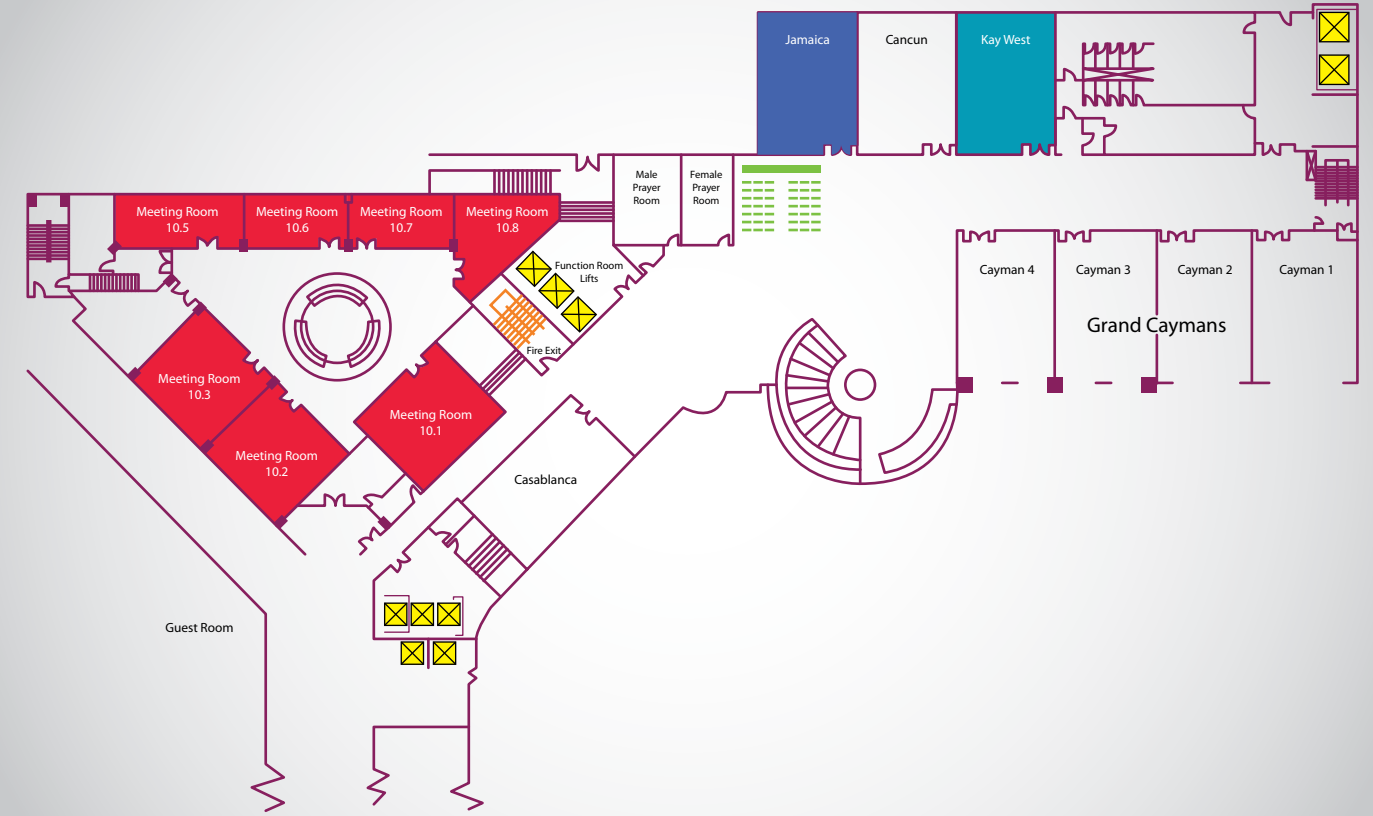 Jamaica
Cancun
Kay West
Male
Prayer
Room
Female
Prayer
Room
Meeting Room
10.5
Meeting Room
10.6
Meeting Room
10.7
Meeting Room
10.8
Function Room
Lifts
Cayman 4
Cayman 3
Cayman 2
Cayman 1
Grand Caymans
Fire Exit
Meeting Room
10.3
Meeting Room
10.1
Meeting Room
10.2
Casablanca
Guest Room